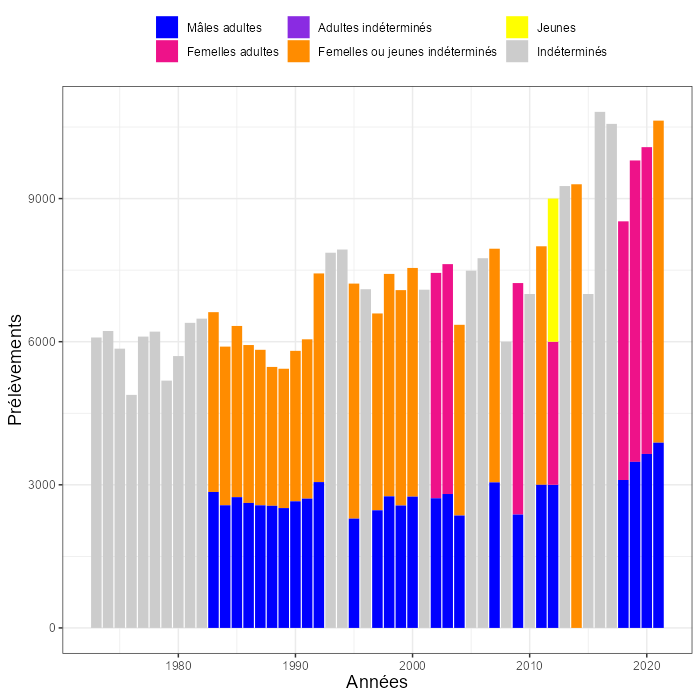 Mâles adultes Adultes indéterminés Jeunes
Femelles adultes Femelles ou jeunes indéterminés Indéterminés
9000
6000
3000
0
Prélèvements
1980 1990 2000 2010 2020
Années